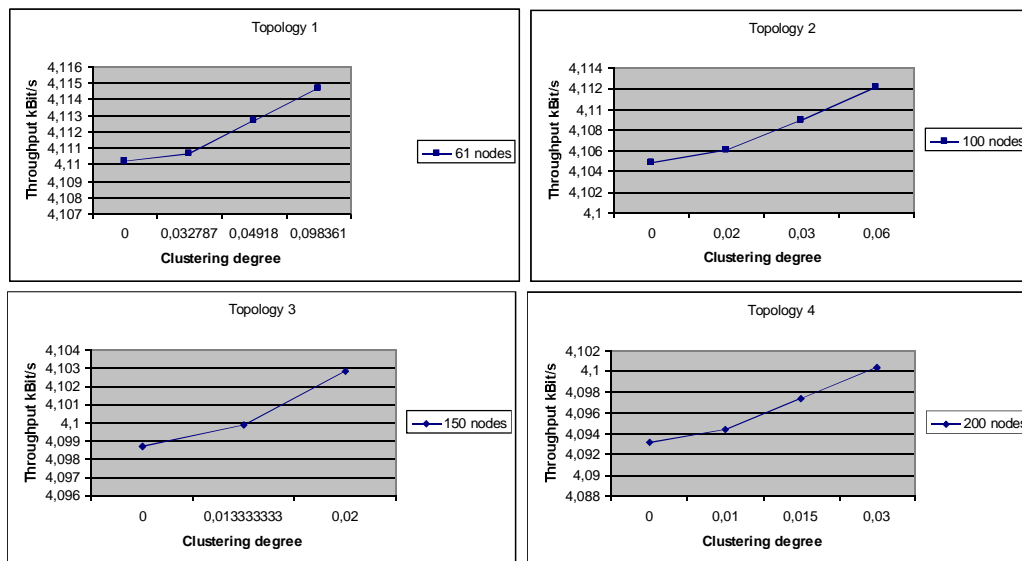 Topology 1
Throughput kBit/s
4,116
4,115
4,114
4,113
4,112
4,111
4,11
4,109
4,108
4,107
0 0,032787 0,04918 0,098361
Clustering degree
61 nodes
Topology 2
Throughput kBit/s
4,114
4,112
4,11
4,108
4,106
4,104
4,102
4,1
0 0,02 0,03 0,06
Clustering degree
100 nodes
Topology 3
Throughput kBit/s
4,104
4,103
4,102
4,101
4,1
4,099
4,098
4,097
4,096
0 0,013333333 0,02
Clustering degree
150 nodes
Topology 4
Throughput kBit/s
4,102
4,1
4,098
4,096
4,094
4,092
4,09
4,088
0 0,01 0,015 0,03
Clustering degree
200 nodes